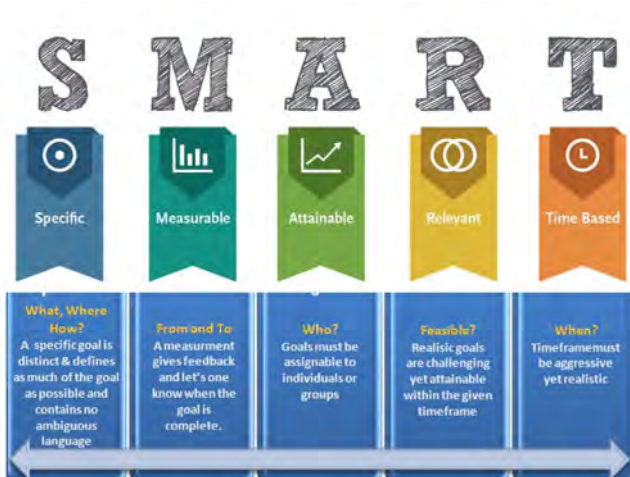 S M A R T
Specific
Measurable
Attainable
Relevant
Time Based
What, Where
How?
A specific goal is
distinct & defines
as much of the goal
as possible and
contains no
ambiguous
language
From and To
A measurment
gives feedback
and let's one
know when the
goal is
complete.
Who?
Goals must be
assignable to
individuals or
groups
Feasible?
Realisic goals
are challenging
yet attainable
within the given
timeframe
When?
Timeframe must
be aggressive
yet realistic